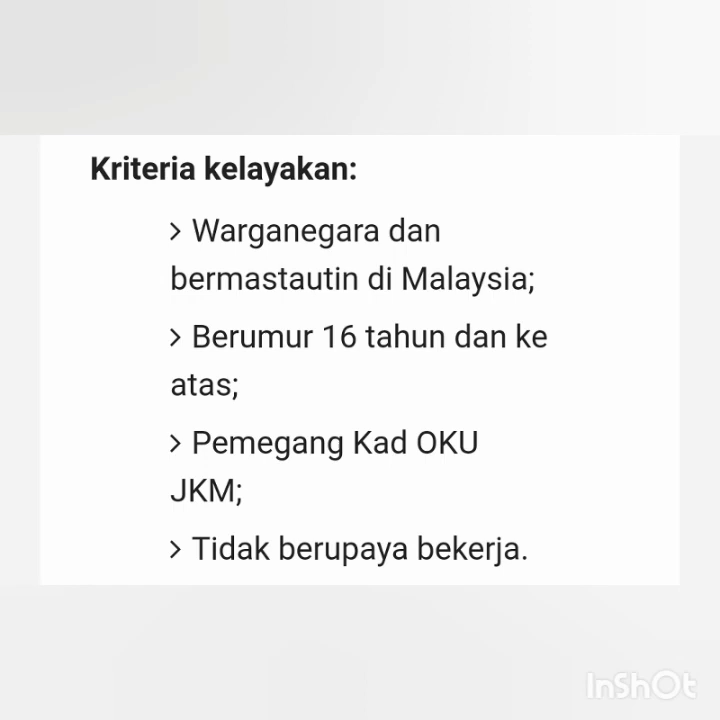 Kriteria kelayakan:
> Warganegara dan
bermastautin di Malaysia;
> Berumur 16 tahun dan ke
atas;
> Pemegang Kad OKU
JKM;
> Tidak berupaya bekerja.
InShOt